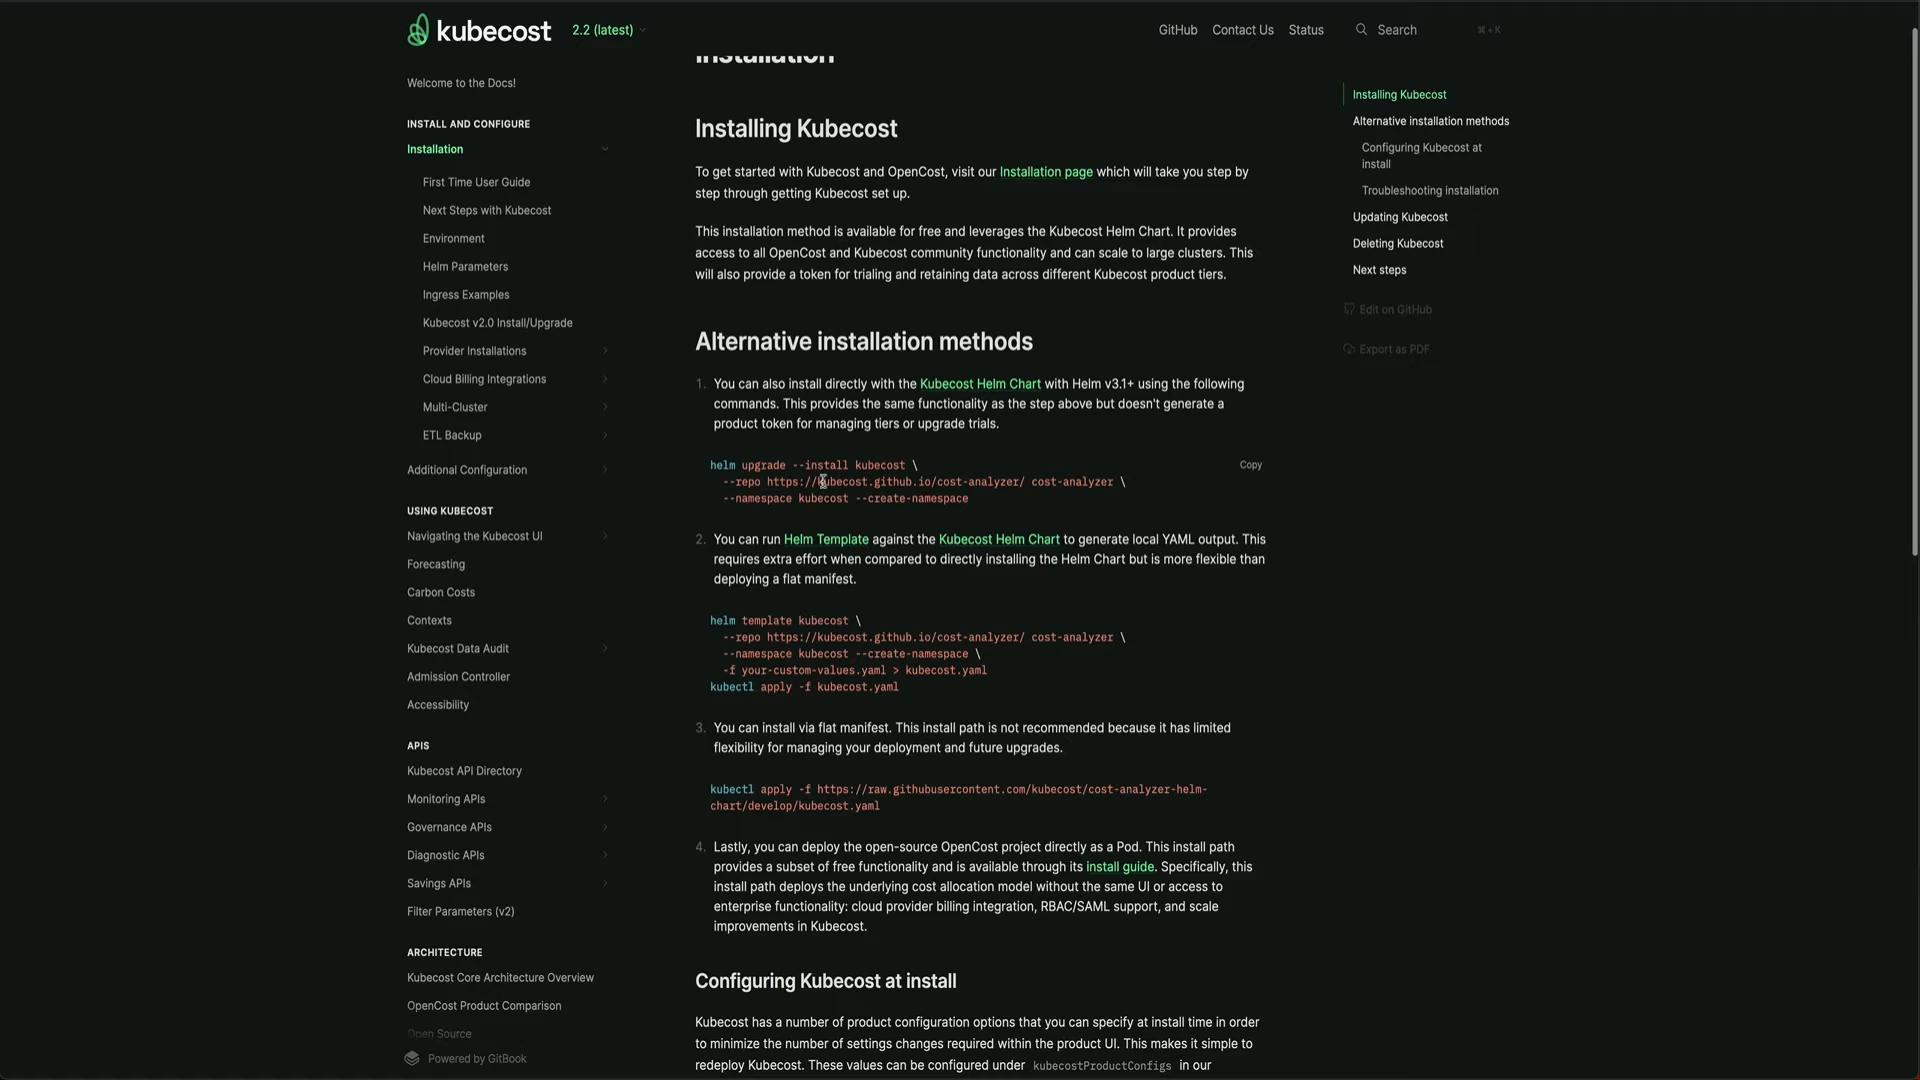 kubecost
2.2 (latest)
GitHub
Contact Us
Status
Search
⌘ + K
Welcome to the Docs!
INSTALL AND CONFIGURE
Installation
First Time User Guide
Next Steps with Kubecost
Environment
Helm Parameters
Ingress Examples
Kubecost v2.0 Install/Upgrade
Provider Installations
Cloud Billing Integrations
Multi-Cluster
ETL Backup
Additional Configuration
USING KUBECOST
Navigating the Kubecost UI
Forecasting
Carbon Costs
Contexts
Kubecost Data Audit
Admission Controller
Accessibility
APIS
Kubecost API Directory
Monitoring APIs
Governance APIs
Diagnostic APIs
Savings APIs
Filter Parameters (v2)
ARCHITECTURE
Kubecost Core Architecture Overview
OpenCost Product Comparison
Open Source
Powered by GitBook
Installation
Installing Kubecost
To get started with Kubecost and OpenCost, visit our Installation page which will take you step by
step through getting Kubecost set up.
This installation method is available for free and leverages the Kubecost Helm Chart. It provides
access to all OpenCost and Kubecost community functionality and can scale to large clusters. This
will also provide a token for trialing and retaining data across different Kubecost product tiers.
Alternative installation methods
1. You can also install directly with the Kubecost Helm Chart with Helm v3.1+ using the following
commands. This provides the same functionality as the step above but doesn't generate a
product token for managing tiers or upgrade trials.
helm upgrade --install kubecost \
--repo https://kubecost.github.io/cost-analyzer/ cost-analyzer \
--namespace kubecost --create-namespace
Copy
2. You can run Helm Template against the Kubecost Helm Chart to generate local YAML output. This
requires extra effort when compared to directly installing the Helm Chart but is more flexible than
deploying a flat manifest.
helm template kubecost \
--repo https://kubecost.github.io/cost-analyzer/ cost-analyzer \
--namespace kubecost --create-namespace \
-f your-custom-values.yaml > kubecost.yaml
kubectl apply -f kubecost.yaml
3. You can install via flat manifest. This install path is not recommended because it has limited
flexibility for managing your deployment and future upgrades.
kubectl apply -f https://raw.githubusercontent.com/kubecost/cost-analyzer-helm-
chart/develop/kubecost.yaml
4. Lastly, you can deploy the open-source OpenCost project directly as a Pod. This install path
provides a subset of free functionality and is available through its install guide. Specifically, this
install path deploys the underlying cost allocation model without the same UI or access to
enterprise functionality: cloud provider billing integration, RBAC/SAML support, and scale
improvements in Kubecost.
Configuring Kubecost at install
Kubecost has a number of product configuration options that you can specify at install time in order
to minimize the number of settings changes required within the product UI. This makes it simple to
redeploy Kubecost. These values can be configured under kubecostProductConfigs in our
Installing Kubecost
Alternative installation methods
Configuring Kubecost at
install
Troubleshooting installation
Updating Kubecost
Deleting Kubecost
Next steps
Edit on GitHub
Export as PDF